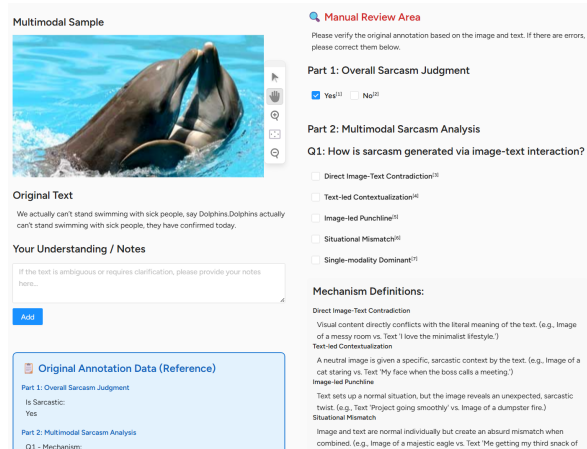 Multimodal Sample
Original Text
We actually can't stand swimming with sick people, say Dolphins.Dolphins actually
can't stand swimming with sick people, they have confirmed today.
Your Understanding / Notes
If the text is ambiguous or requires clarification, please provide your notes
here...
Add
Original Annotation Data (Reference)
Part 1: Overall Sarcasm Judgment
Is Sarcastic:
Yes
Part 2: Multimodal Sarcasm Analysis
Q1 - Mechanism:
Manual Review Area
Please verify the original annotation based on the image and text. If there are errors,
please correct them below.
Part 1: Overall Sarcasm Judgment
Yes[1] No[2]
Part 2: Multimodal Sarcasm Analysis
Q1: How is sarcasm generated via image-text interaction?
Direct Image-Text Contradiction[3]
Text-led Contextualization[4]
Image-led Punchline[5]
Situational Mismatch[6]
Single-modality Dominant[7]
Mechanism Definitions:
Direct Image-Text Contradiction
Visual content directly conflicts with the literal meaning of the text. (e.g., Image
of a messy room vs. Text 'I love the minimalist lifestyle.')
Text-led Contextualization
A neutral image is given a specific, sarcastic context by the text. (e.g., Image of a
cat staring vs. Text 'My face when the boss calls a meeting.')
Image-led Punchline
Text sets up a normal situation, but the image reveals an unexpected, sarcastic
twist. (e.g., Text 'Project going smoothly' vs. Image of a dumpster fire.)
Situational Mismatch
Image and text are normal individually but create an absurd mismatch when
combined. (e.g., Image of a majestic eagle vs. Text 'Me getting my third snack of